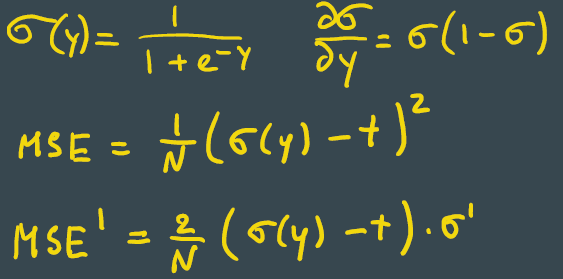 σ(y) = 1 / (1 + e^-y)    ∂σ/∂y = σ(1 - σ)
MSE = 1/N (σ(y) - t)^2
MSE' = 2/N (σ(y) - t) · σ'